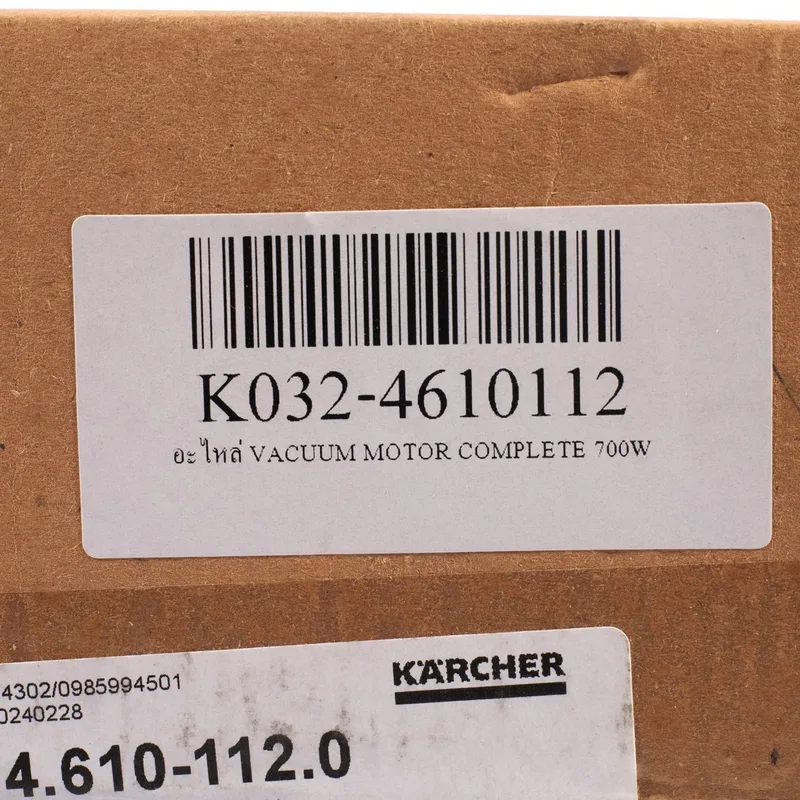 K032-4610112
อะไหล่ VACUUM MOTOR COMPLETE 700W
4302/0985994501
KÄRCHER
0240228
4.610-112.0